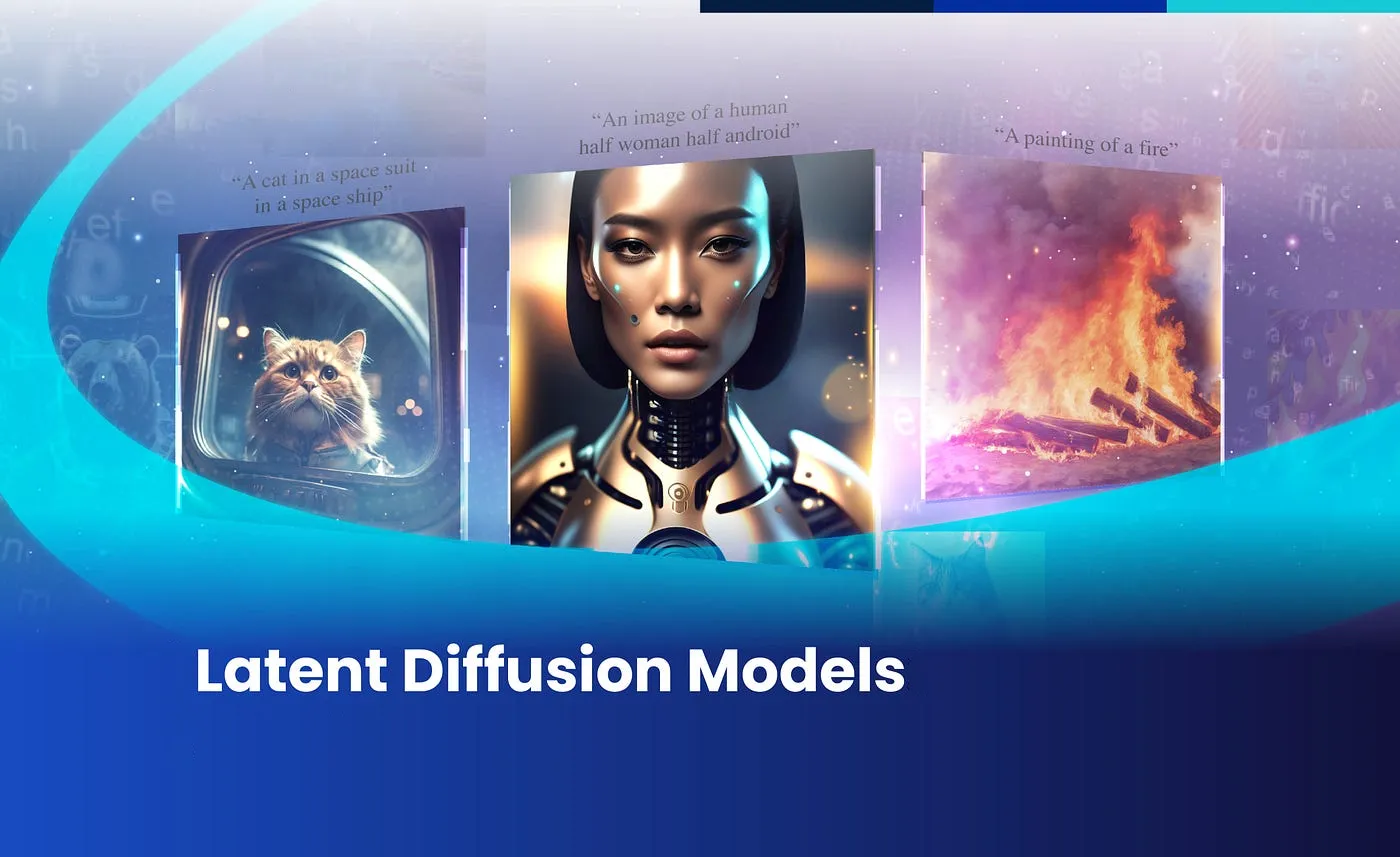 “An image of a human
half woman half android”
“A painting of a fire”
“A cat in a space suit
in a space ship”
Latent Diffusion Models